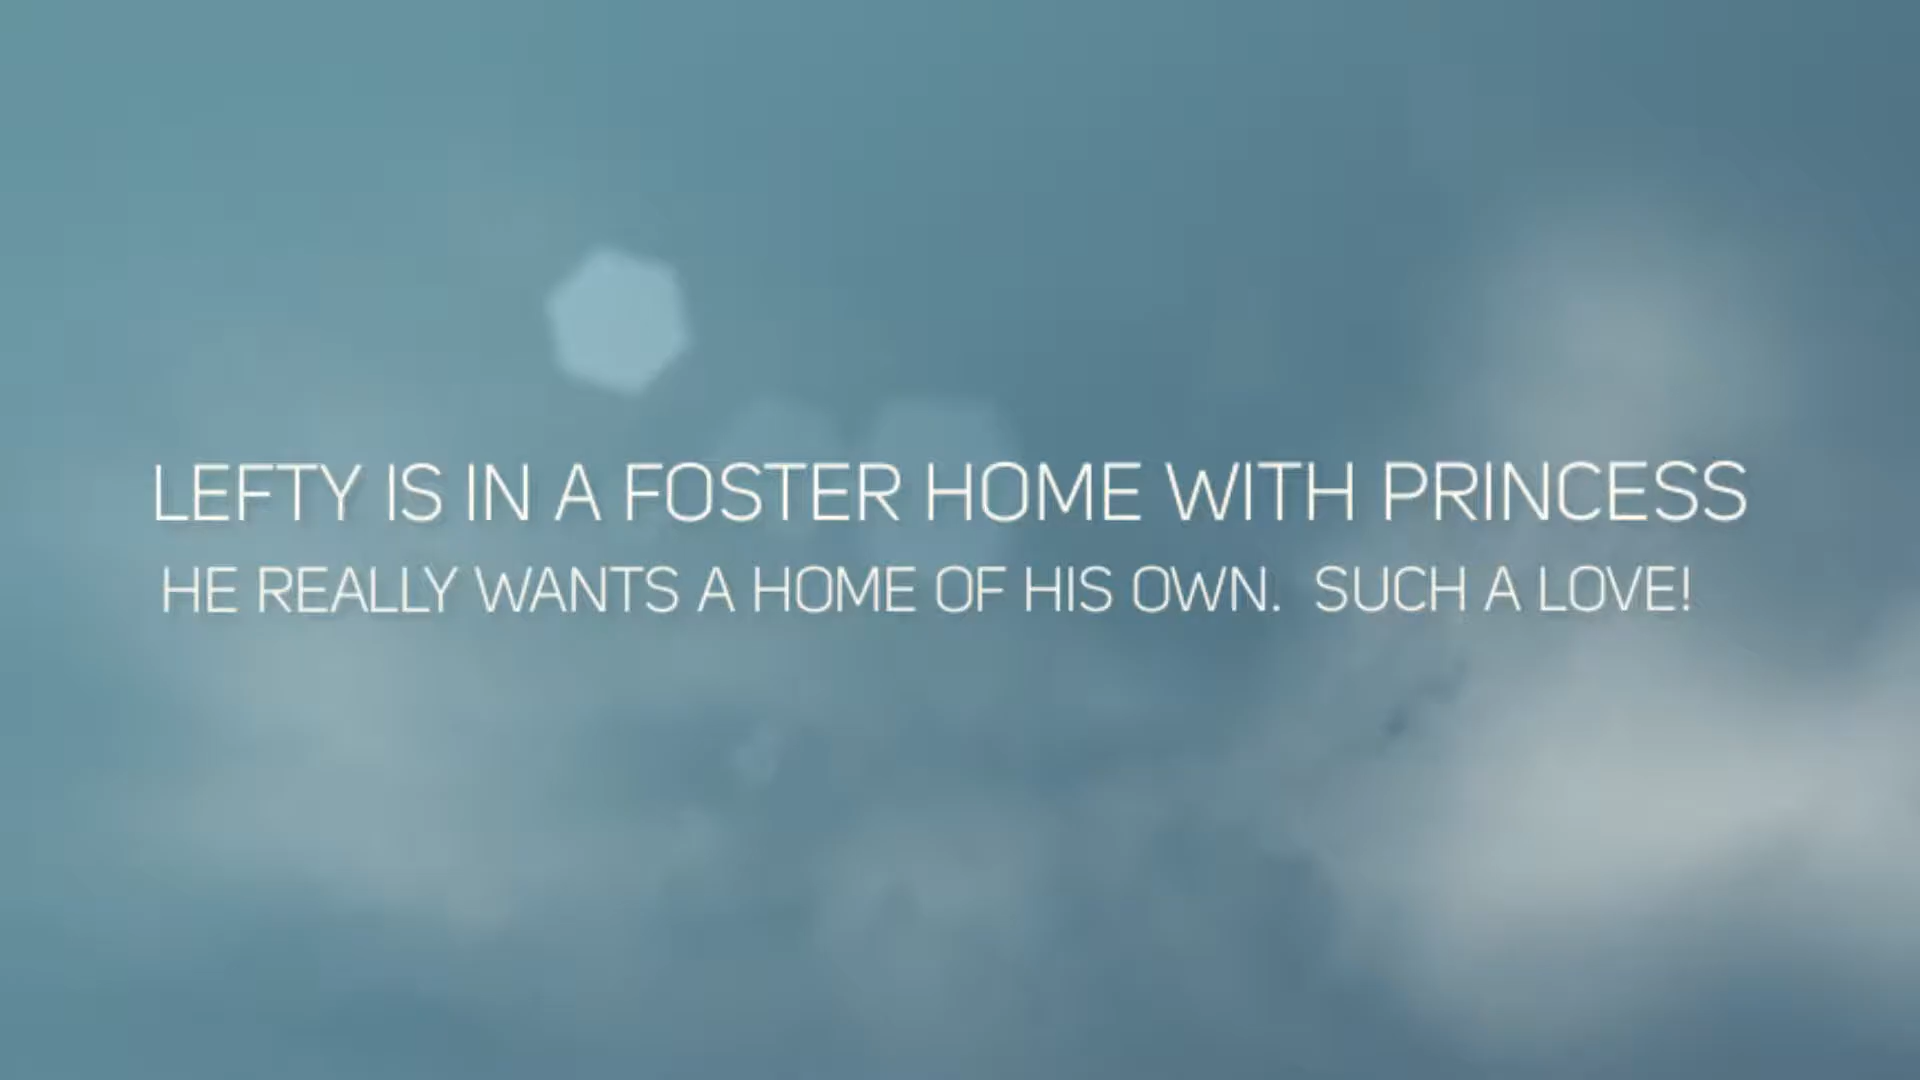 LEFTY IS IN A FOSTER HOME WITH PRINCESS
HE REALLY WANTS A HOME OF HIS OWN.  SUCH A LOVE!